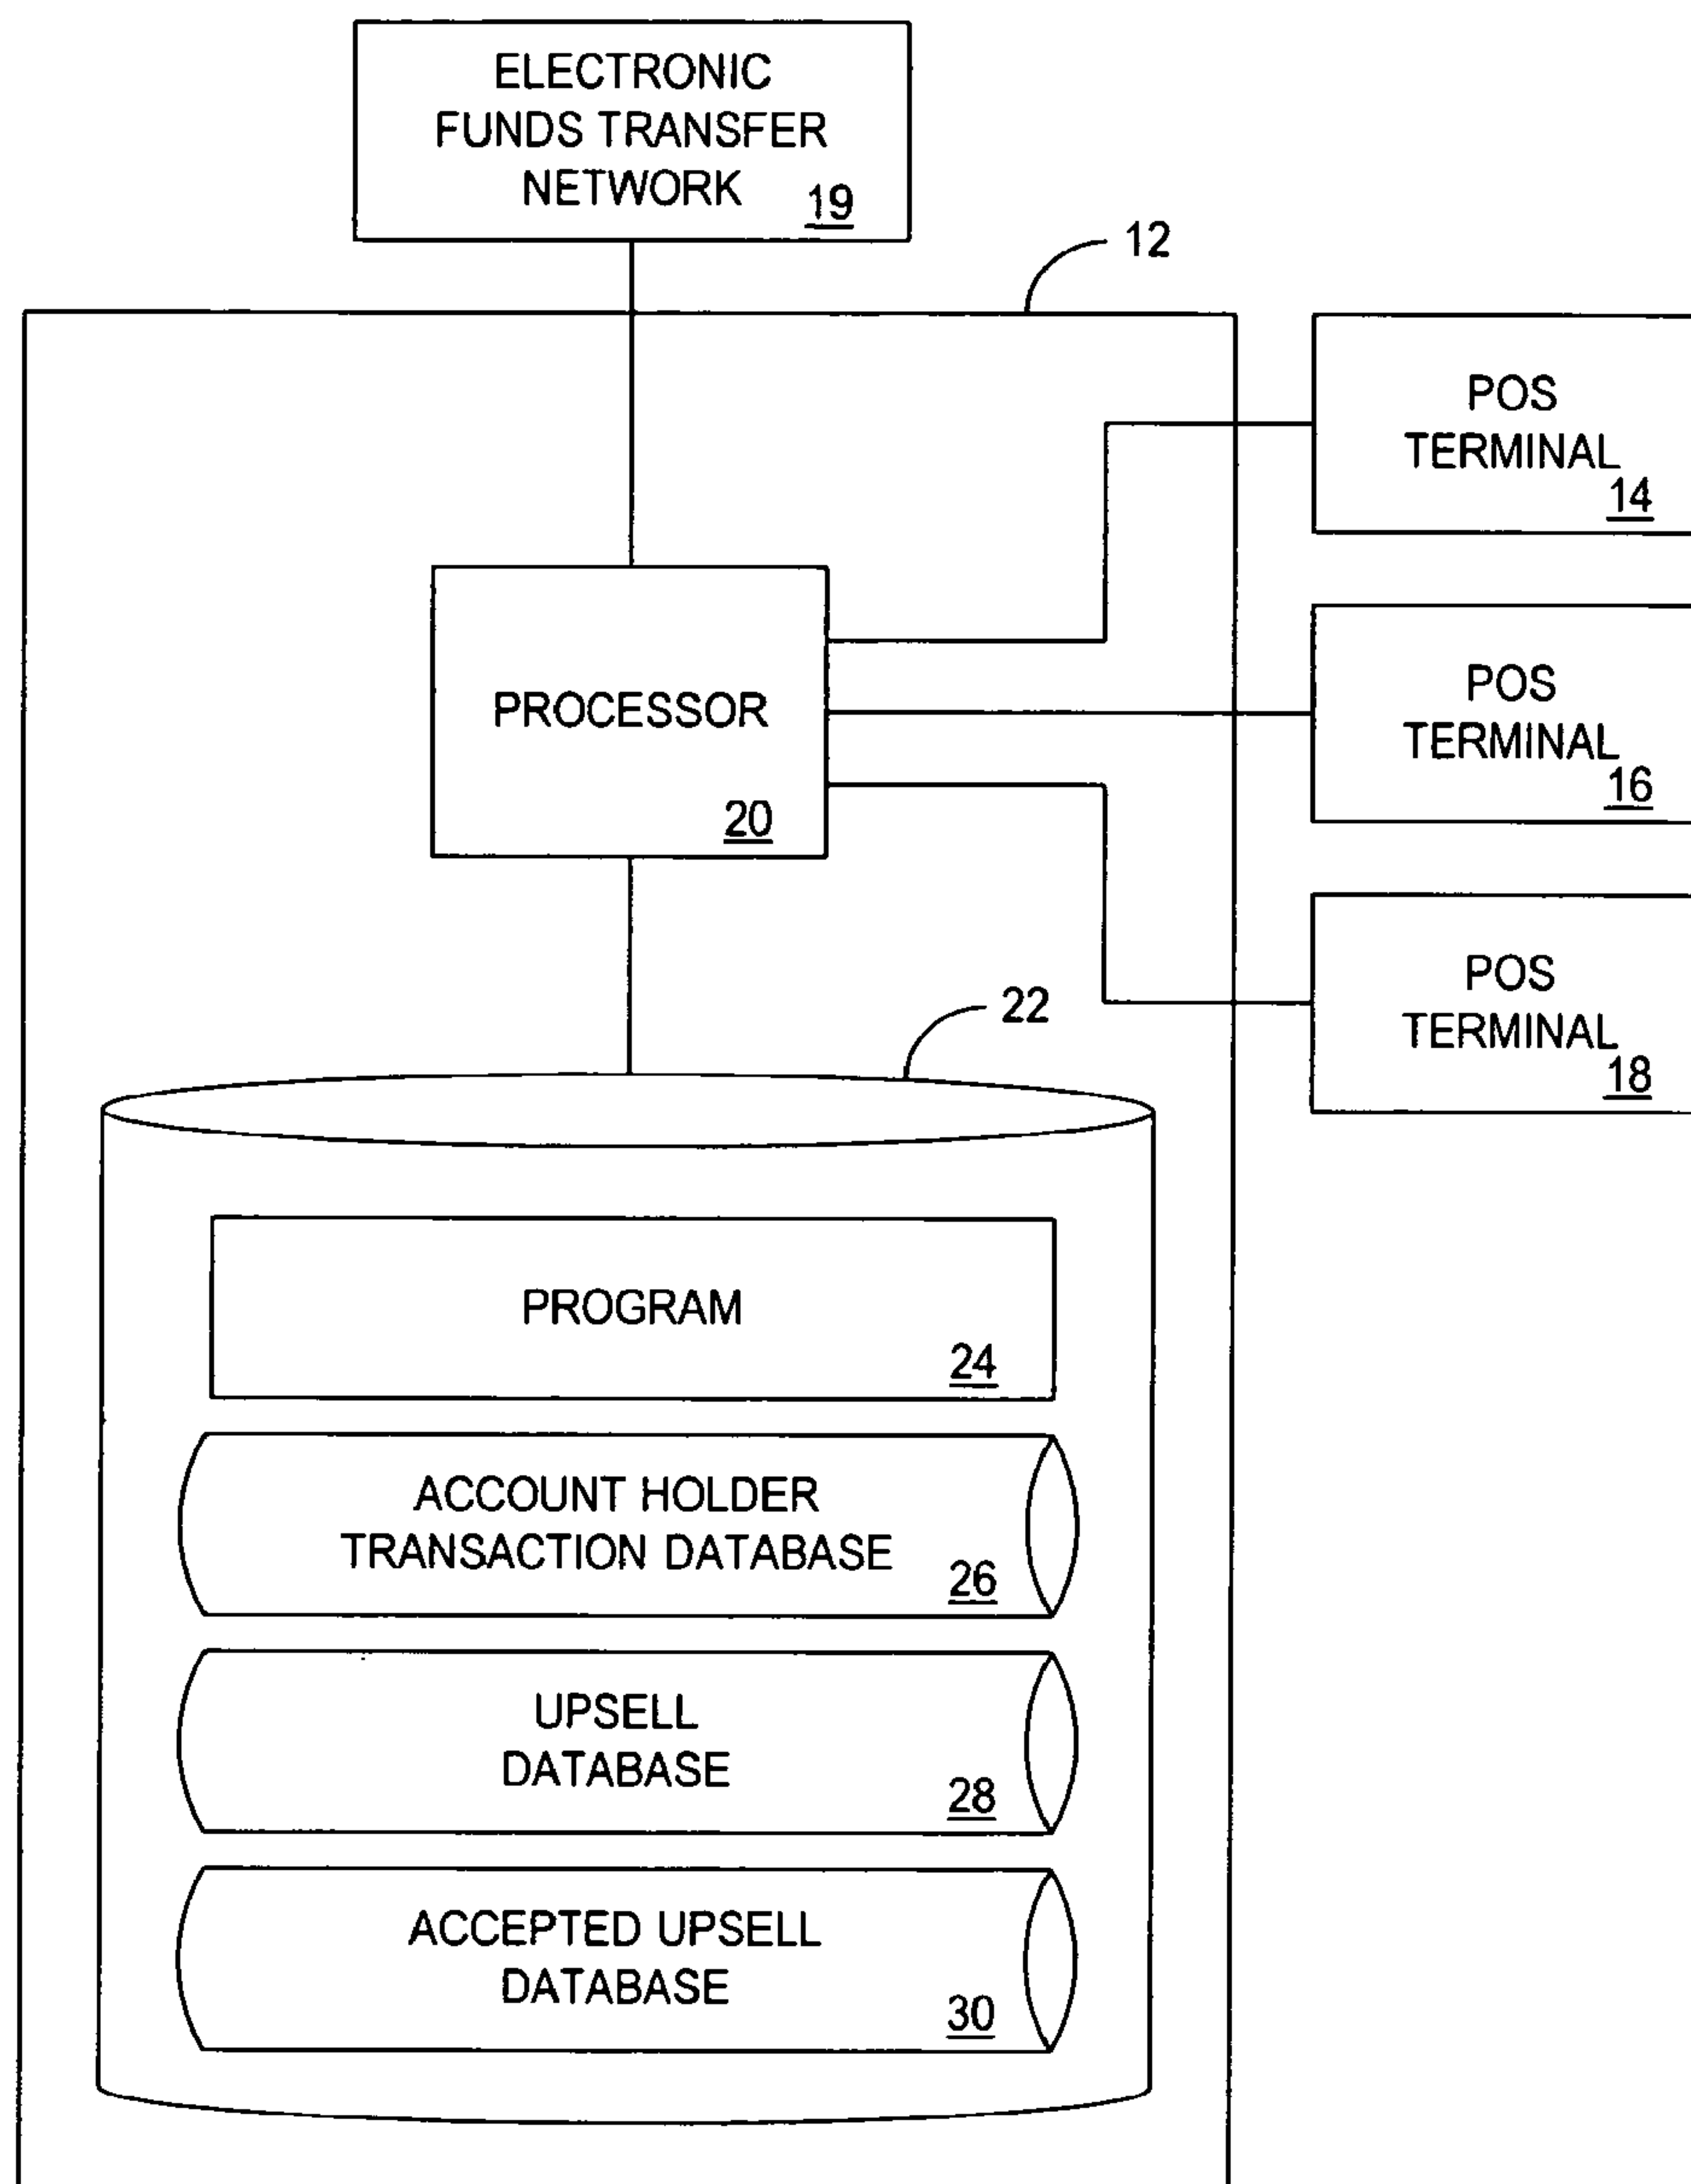 ELECTRONIC
FUNDS TRANSFER
NETWORK 19
12
POS
TERMINAL
14
PROCESSOR
20
POS
TERMINAL
16
POS
TERMINAL
18
22
PROGRAM
24
ACCOUNT HOLDER
TRANSACTION DATABASE
26
UPSELL
DATABASE
28
ACCEPTED UPSELL
DATABASE
30